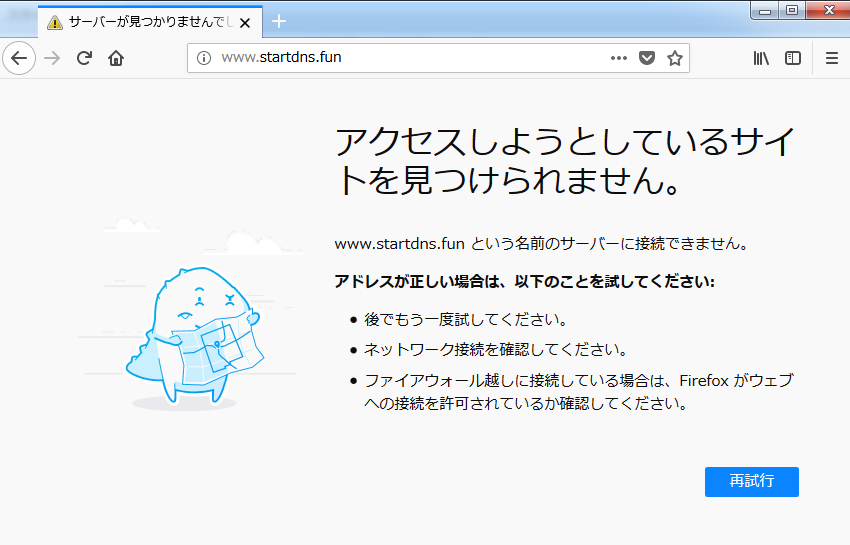 サーバーが見つかりませんでし
www.startdns.fun
アクセスしようとしているサイ
トを見つけられません。
www.startdns.fun という名前のサーバーに接続できません。
アドレスが正しい場合は、以下のことを試してください:
• 後でもう一度試してください。
• ネットワーク接続を確認してください。
• ファイアウォール越しに接続している場合は、Firefox がウェブ
への接続を許可されているか確認してください。
再試行